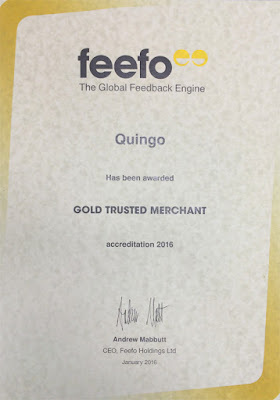 feefo
The Global Feedback Engine
Quingo
Has been awarded
GOLD TRUSTED MERCHANT
accreditation 2016
Andrew Mabbutt
CEO, Feefo Holdings Ltd
January 2016